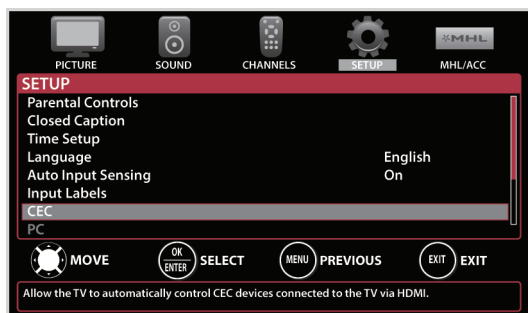 PICTURE SOUND CHANNELS SETUP MHL/ACC
MHL
SETUP
Parental Controls
Closed Caption
Time Setup
Language English
Auto Input Sensing On
Input Labels
CEC
PC
MOVE OK ENTER SELECT MENU PREVIOUS EXIT EXIT
Allow the TV to automatically control CEC devices connected to the TV via HDMI.